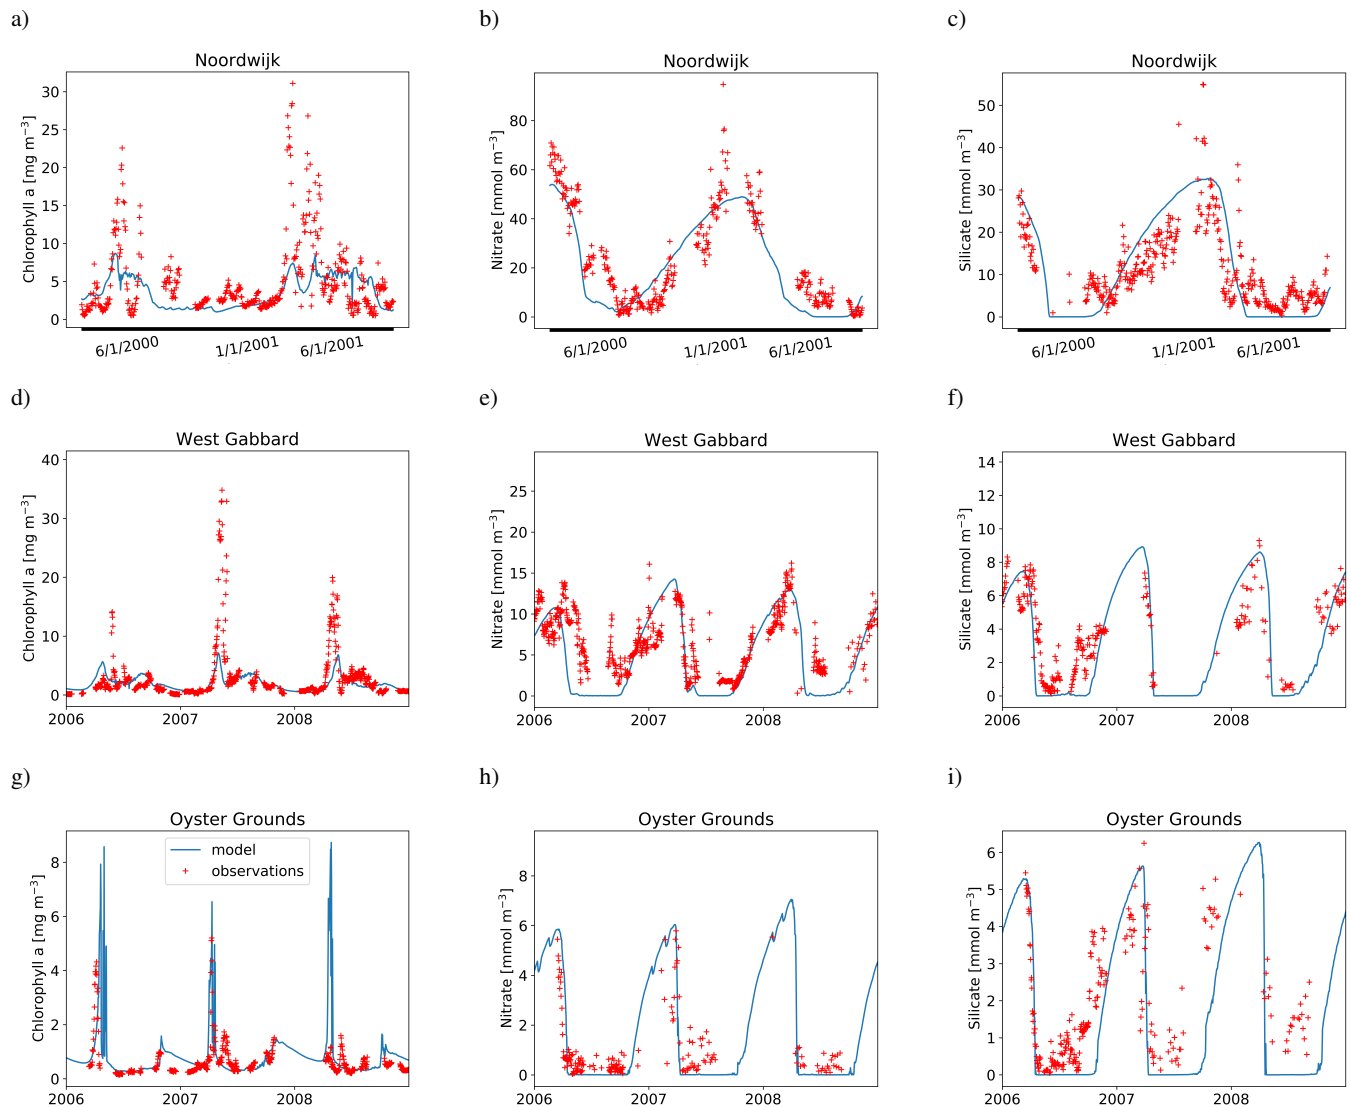 a)
b)
c)
Noordwijk
Chlorophyll a [mg m⁻³]
30
25
20
15
10
5
0
6/1/2000
1/1/2001
6/1/2001
Noordwijk
Nitrate [mmol m⁻³]
80
60
40
20
0
6/1/2000
1/1/2001
6/1/2001
Noordwijk
Silicate [mmol m⁻³]
50
40
30
20
10
0
6/1/2000
1/1/2001
6/1/2001
d)
e)
f)
West Gabbard
Chlorophyll a [mg m⁻³]
40
30
20
10
0
2006
2007
2008
West Gabbard
Nitrate [mmol m⁻³]
25
20
15
10
5
0
2006
2007
2008
West Gabbard
Silicate [mmol m⁻³]
14
12
10
8
6
4
2
0
2006
2007
2008
g)
h)
i)
Oyster Grounds
Chlorophyll a [mg m⁻³]
8
6
4
2
0
model
observations
2006
2007
2008
Oyster Grounds
Nitrate [mmol m⁻³]
8
6
4
2
0
2006
2007
2008
Oyster Grounds
Silicate [mmol m⁻³]
6
5
4
3
2
1
0
2006
2007
2008